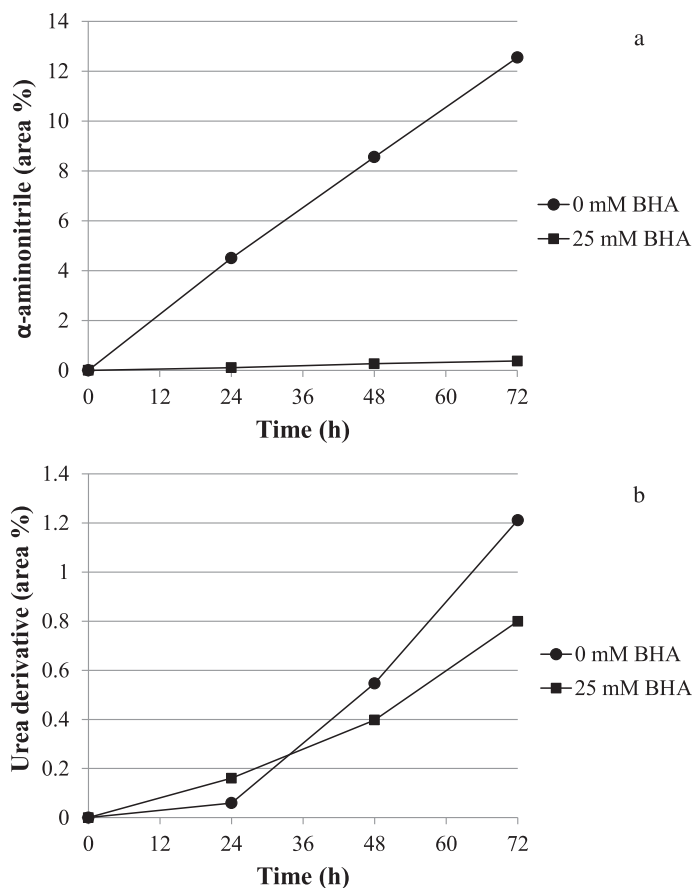 a
14
12
10
8
6
4
2
0
α-aminonitrile (area %)
0 12 24 36 48 60 72
Time (h)
0 mM BHA
25 mM BHA
b
1.4
1.2
1
0.8
0.6
0.4
0.2
0
Urea derivative (area %)
0 12 24 36 48 60 72
Time (h)
0 mM BHA
25 mM BHA